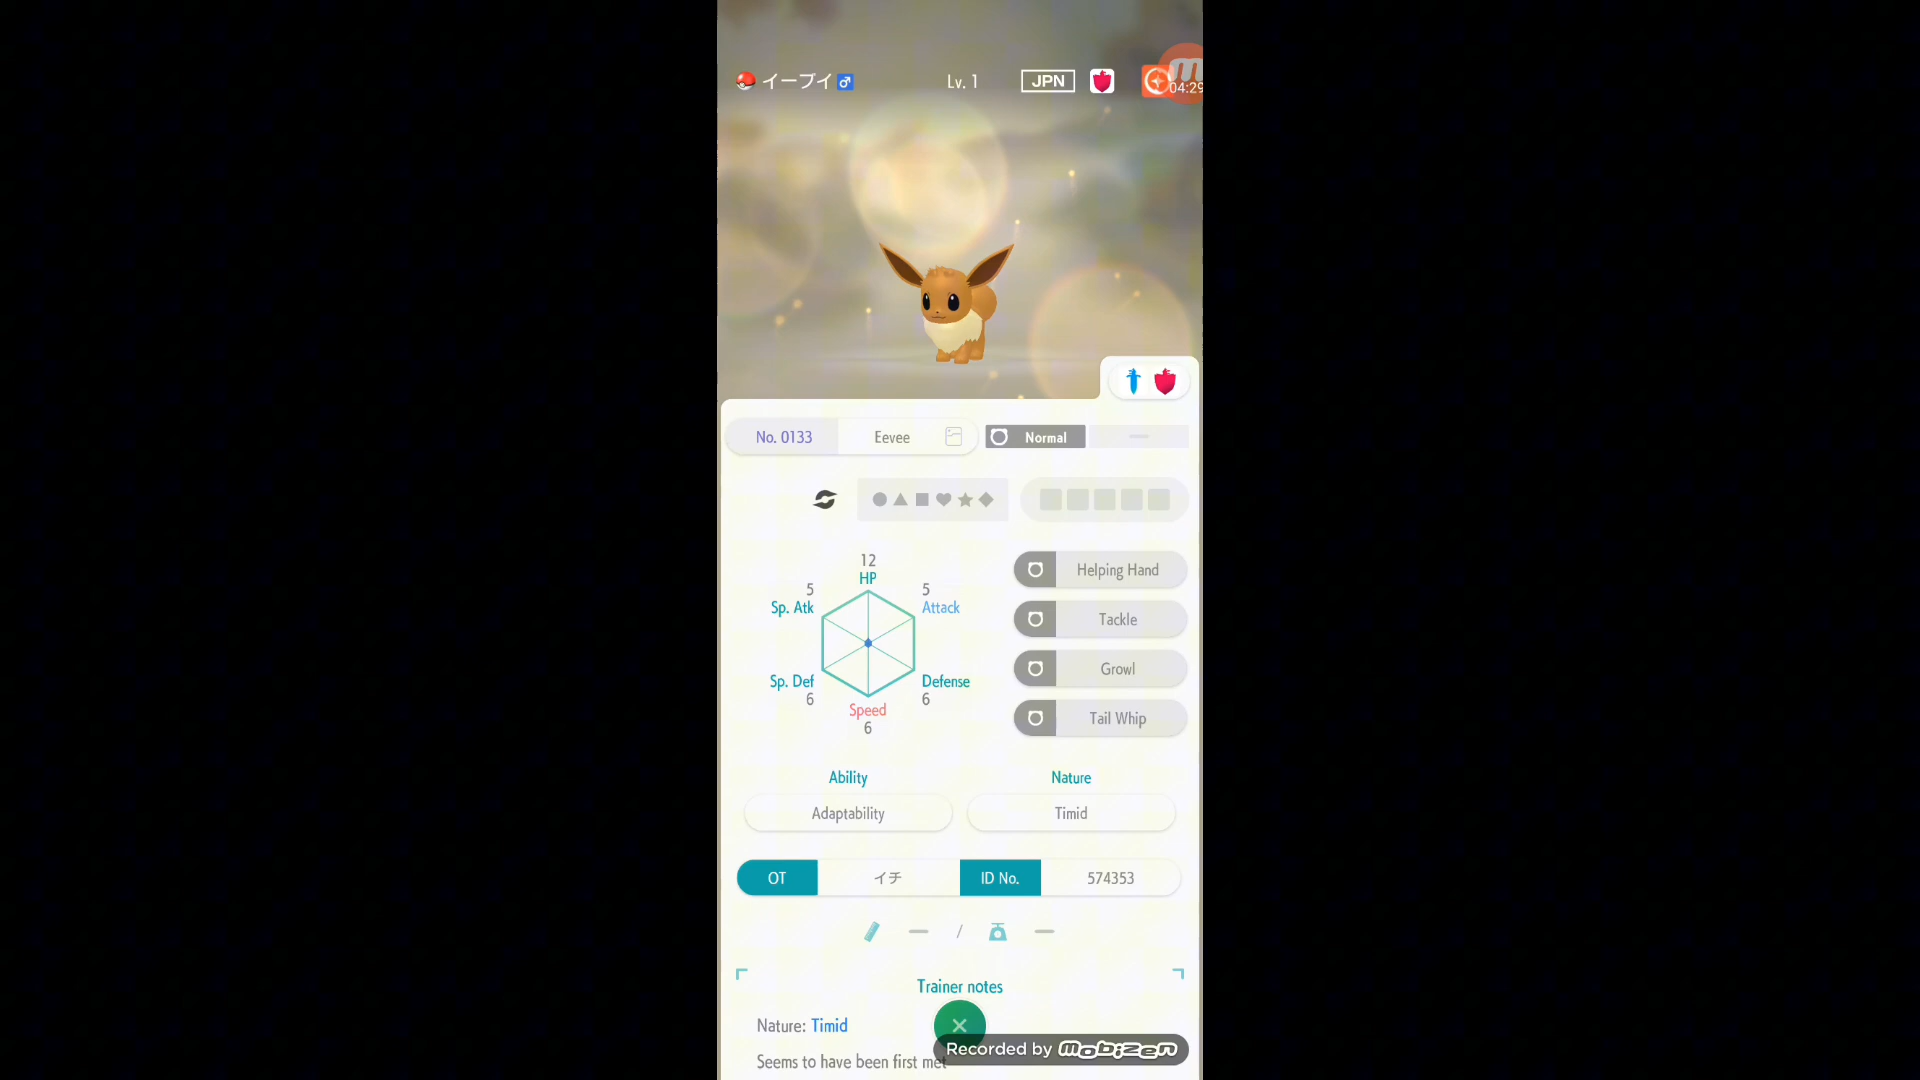 イーブイ♂ Lv. 1 JPN
04:29
No. 0133 Eevee Normal
12
HP
5 5
Sp. Atk Attack
Sp. Def Defense
6 6
Speed
6
Helping Hand
Tackle
Growl
Tail Whip
Ability Nature
Adaptability Timid
OT イチ ID No. 574353
— / —
Trainer notes
Nature: Timid
Recorded by mobizen
Seems to have been first met